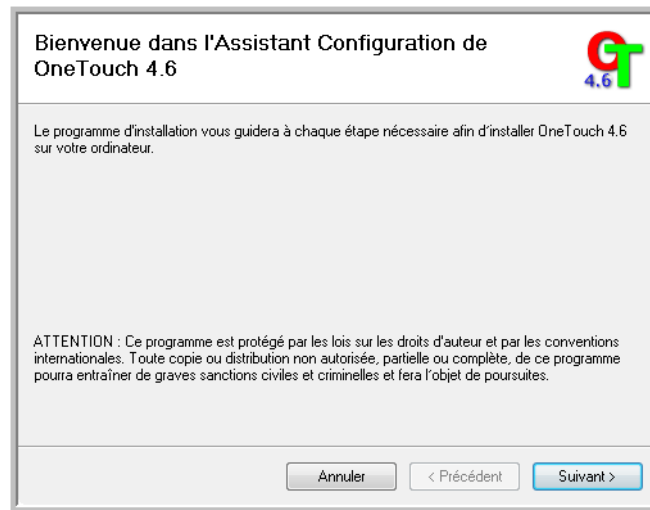 Bienvenue dans l'Assistant Configuration de
OneTouch 4.6
OT
4.6
Le programme d'installation vous guidera à chaque étape nécessaire afin d'installer OneTouch 4.6
sur votre ordinateur.
ATTENTION : Ce programme est protégé par les lois sur les droits d'auteur et par les conventions
internationales. Toute copie ou distribution non autorisée, partielle ou complète, de ce programme
pourra entraîner de graves sanctions civiles et criminelles et fera l'objet de poursuites.
Annuler
< Précédent
Suivant >